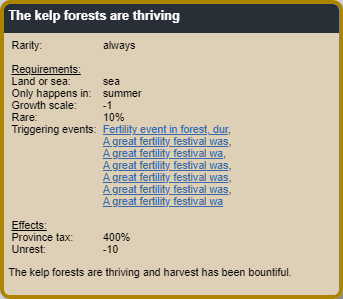 The kelp forests are thriving
Rarity: always
Requirements:
Land or sea: sea
Only happens in: summer
Growth scale: -1
Rare: 10%
Triggering events: Fertility event in forest, dur,
A great fertility festival was,
A great fertility festival wa,
A great fertility festival was,
A great fertility festival was,
A great fertility festival was,
A great fertility festival wa
Effects:
Province tax: 400%
Unrest: -10
The kelp forests are thriving and harvest has been bountiful.